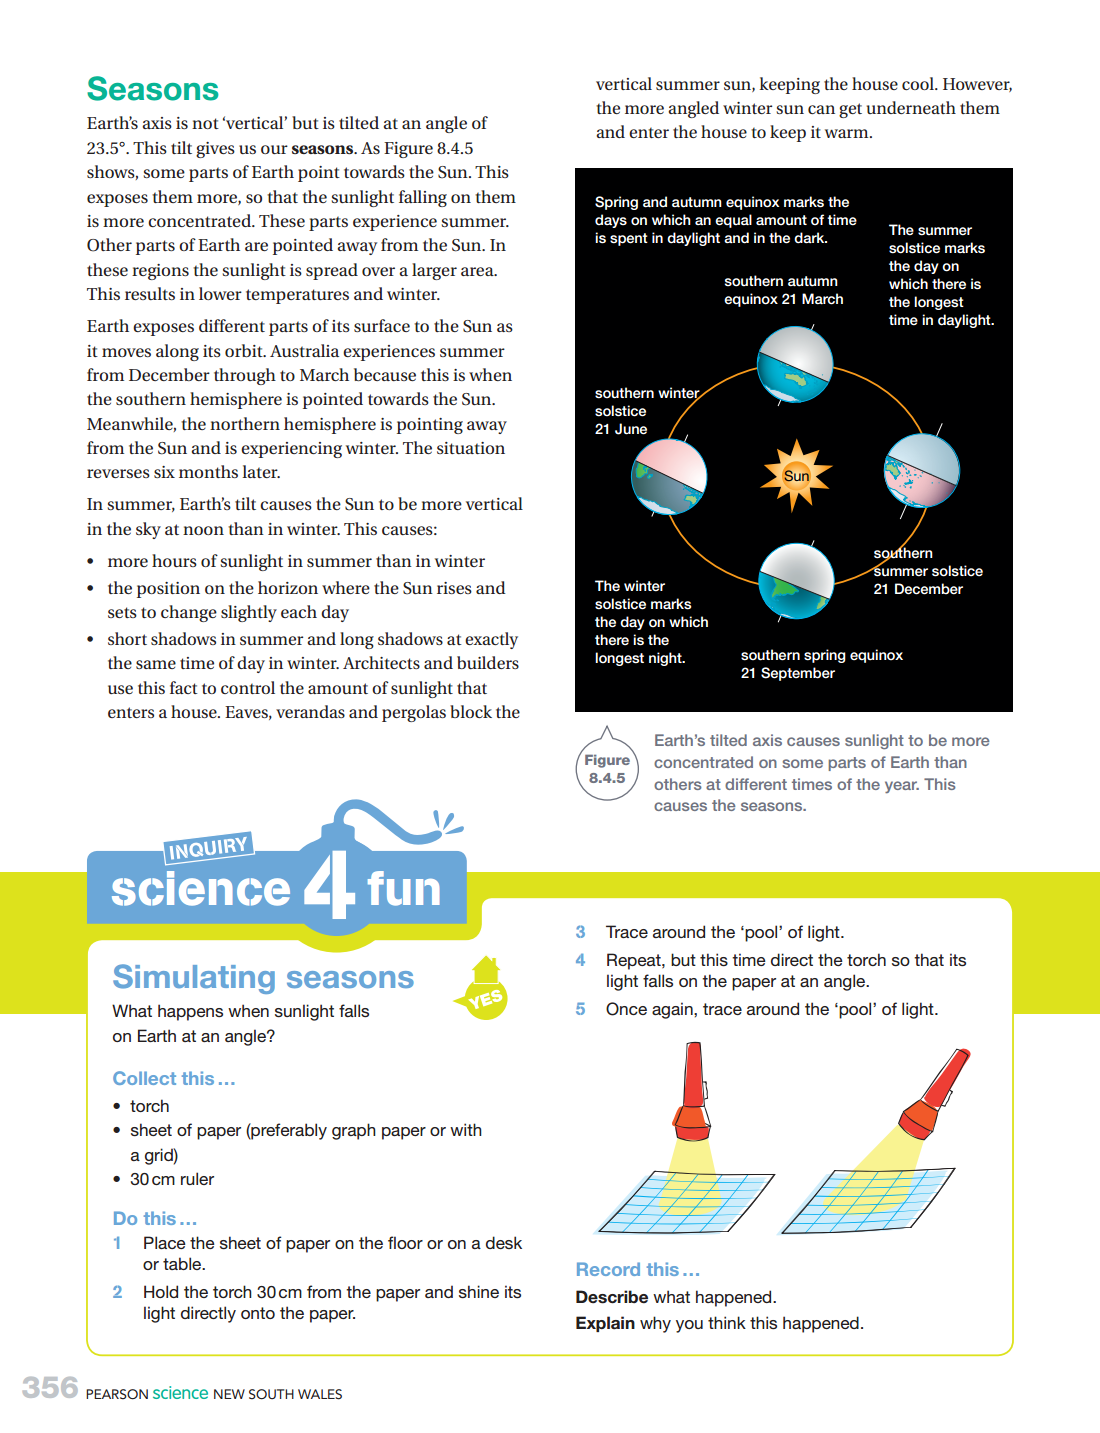 Seasons
Earth's axis is not 'vertical' but is tilted at an angle of
23.5°. This tilt gives us our seasons. As Figure 8.4.5
shows, some parts of Earth point towards the Sun. This
exposes them more, so that the sunlight falling on them
is more concentrated. These parts experience summer.
Other parts of Earth are pointed away from the Sun. In
these regions the sunlight is spread over a larger area.
This results in lower temperatures and winter.
Earth exposes different parts of its surface to the Sun as
it moves along its orbit. Australia experiences summer
from December through to March because this is when
the southern hemisphere is pointed towards the Sun.
Meanwhile, the northern hemisphere is pointing away
from the Sun and is experiencing winter. The situation
reverses six months later.
In summer, Earth's tilt causes the Sun to be more vertical
in the sky at noon than in winter. This causes:
• more hours of sunlight in summer than in winter
• the position on the horizon where the Sun rises and
sets to change slightly each day
• short shadows in summer and long shadows at exactly
the same time of day in winter. Architects and builders
use this fact to control the amount of sunlight that
enters a house. Eaves, verandas and pergolas block the
vertical summer sun, keeping the house cool. However,
the more angled winter sun can get underneath them
and enter the house to keep it warm.
Spring and autumn equinox marks the
days on which an equal amount of time
is spent in daylight and in the dark.
The summer
solstice marks
the day on
which there is
the longest
time in daylight.
southern autumn
equinox 21 March
southern winter
solstice
21 June
Sun
southern
summer solstice
21 December
The winter
solstice marks
the day on which
there is the
longest night.
southern spring equinox
21 September
Figure
8.4.5
Earth's tilted axis causes sunlight to be more
concentrated on some parts of Earth than
others at different times of the year. This
causes the seasons.
INQUIRY
science 4 fun
Simulating seasons
YES
What happens when sunlight falls
on Earth at an angle?
Collect this...
• torch
• sheet of paper (preferably graph paper or with
a grid)
• 30 cm ruler
Do this...
1 Place the sheet of paper on the floor or on a desk
or table.
2 Hold the torch 30 cm from the paper and shine its
light directly onto the paper.
3 Trace around the 'pool' of light.
4 Repeat, but this time direct the torch so that its
light falls on the paper at an angle.
5 Once again, trace around the 'pool' of light.
Record this...
Describe what happened.
Explain why you think this happened.
356 PEARSON science NEW SOUTH WALES